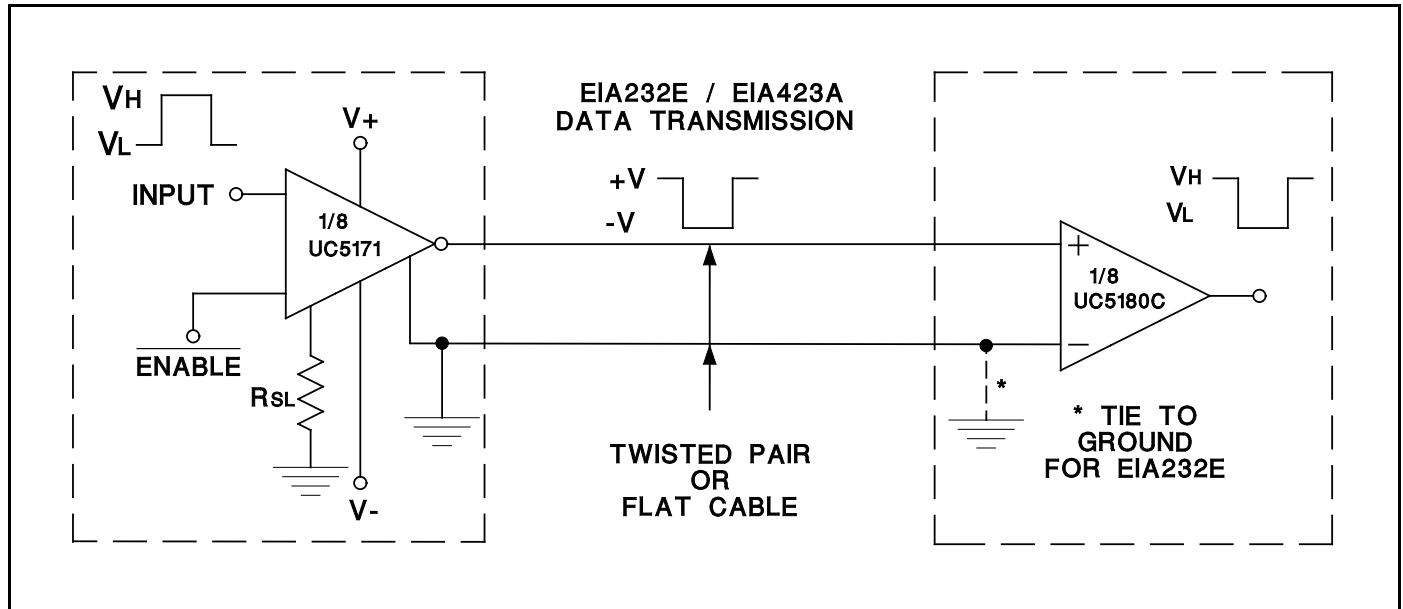 EIA232E / EIA423A
DATA TRANSMISSION
VH
VL
V+
INPUT
1/8
UC5171
ENABLE
RSL
V-
+V
-V
TWISTED PAIR
OR
FLAT CABLE
VH
VL
+
1/8
UC5180C
−
*
* TIE TO
GROUND
FOR EIA232E